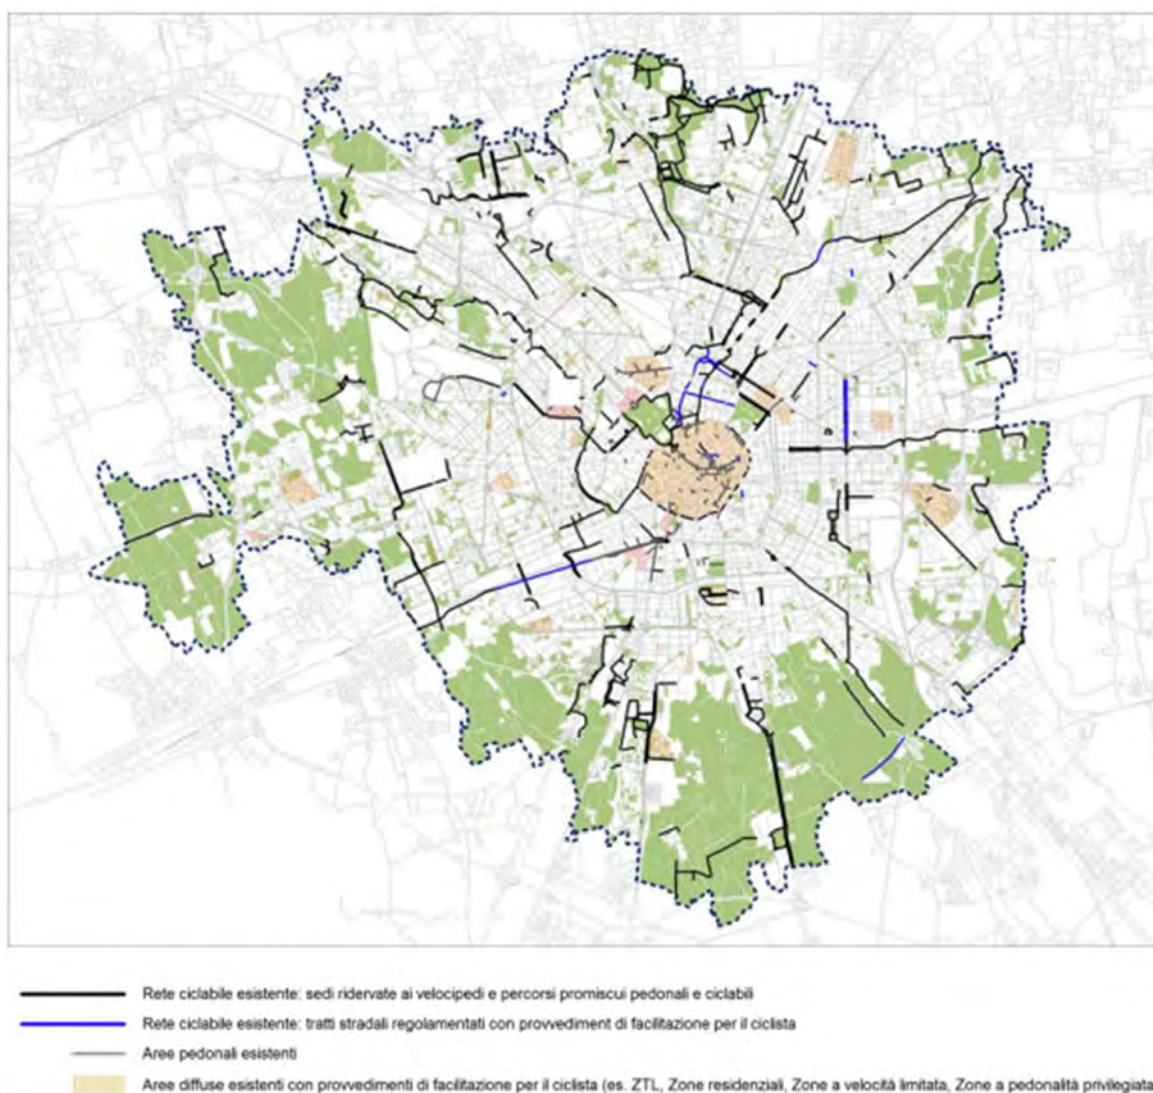 Rete ciclabile esistente: sedi ridervate ai velocipedi e percorsi promiscui pedonali e ciclabili
Rete ciclabile esistente: tratti stradali regolamentati con provvediment di facilitazione per il ciclista
Aree pedonali esistenti
Aree diffuse esistenti con provvedimenti di facilitazione per il ciclista (es. ZTL, Zone residenziali, Zone a velocità limitata, Zone a pedonalità privilegiata